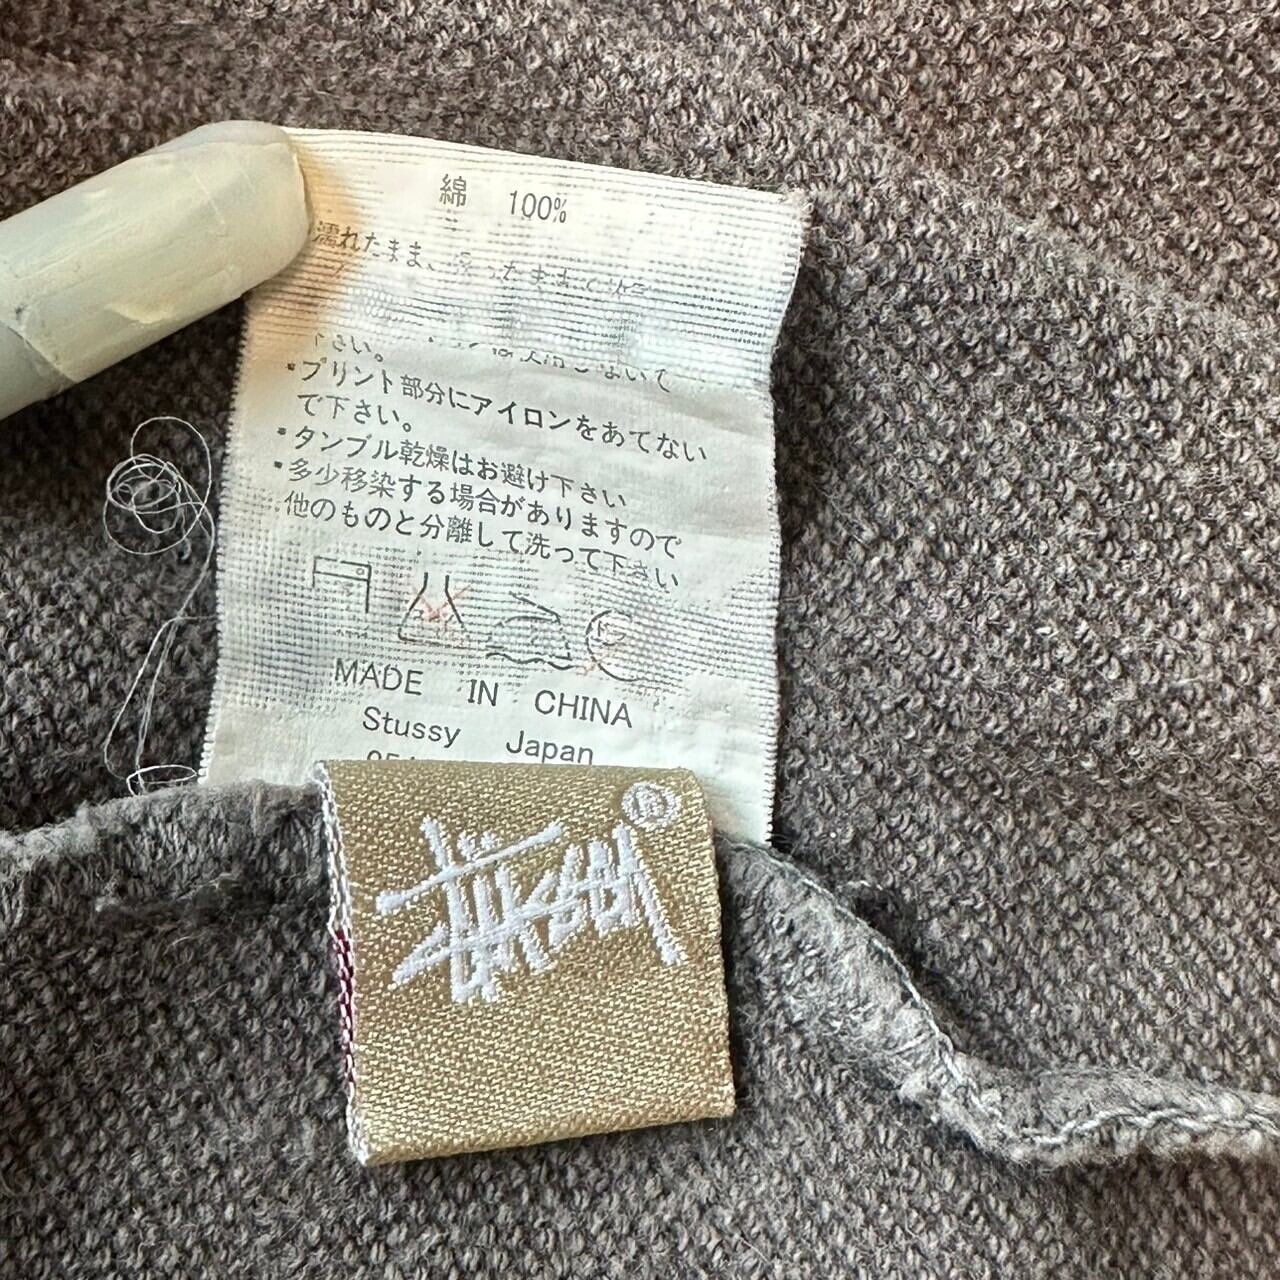 綿 100%
濡れたまま、
下さい。 ないて
・プリント部分にアイロンをあてない
で下さい。
・タンブル乾燥はお避け下さい
・多少移染する場合がありますので
他のものと分離して洗って下さい
MADE IN CHINA
Stussy Japan
Stüssy ®